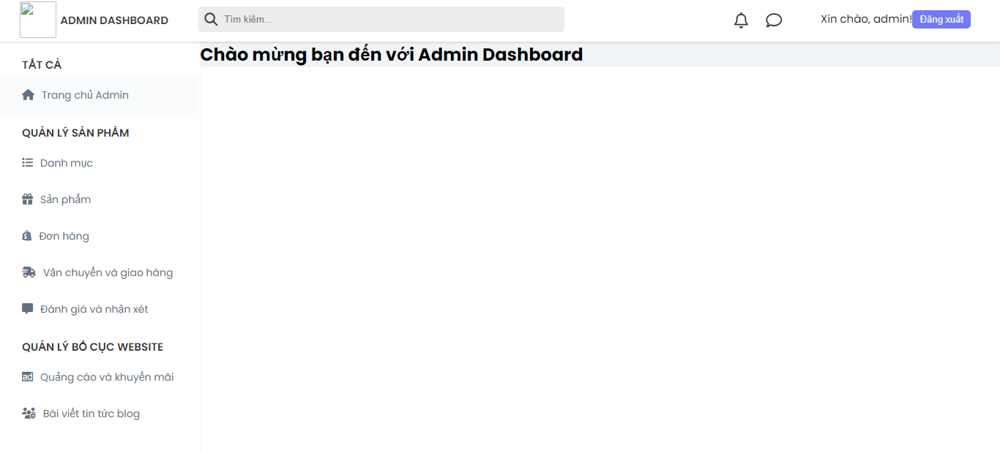 ADMIN DASHBOARD
Tìm kiếm...
Xin chào, admin!
Đăng xuất
TẤT CẢ
Trang chủ Admin
QUẢN LÝ SẢN PHẨM
Danh mục
Sản phẩm
Đơn hàng
Vận chuyển và giao hàng
Đánh giá và nhận xét
QUẢN LÝ BỐ CỤC WEBSITE
ad
Quảng cáo và khuyến mãi
Bài viết tin tức blog
Chào mừng bạn đến với Admin Dashboard